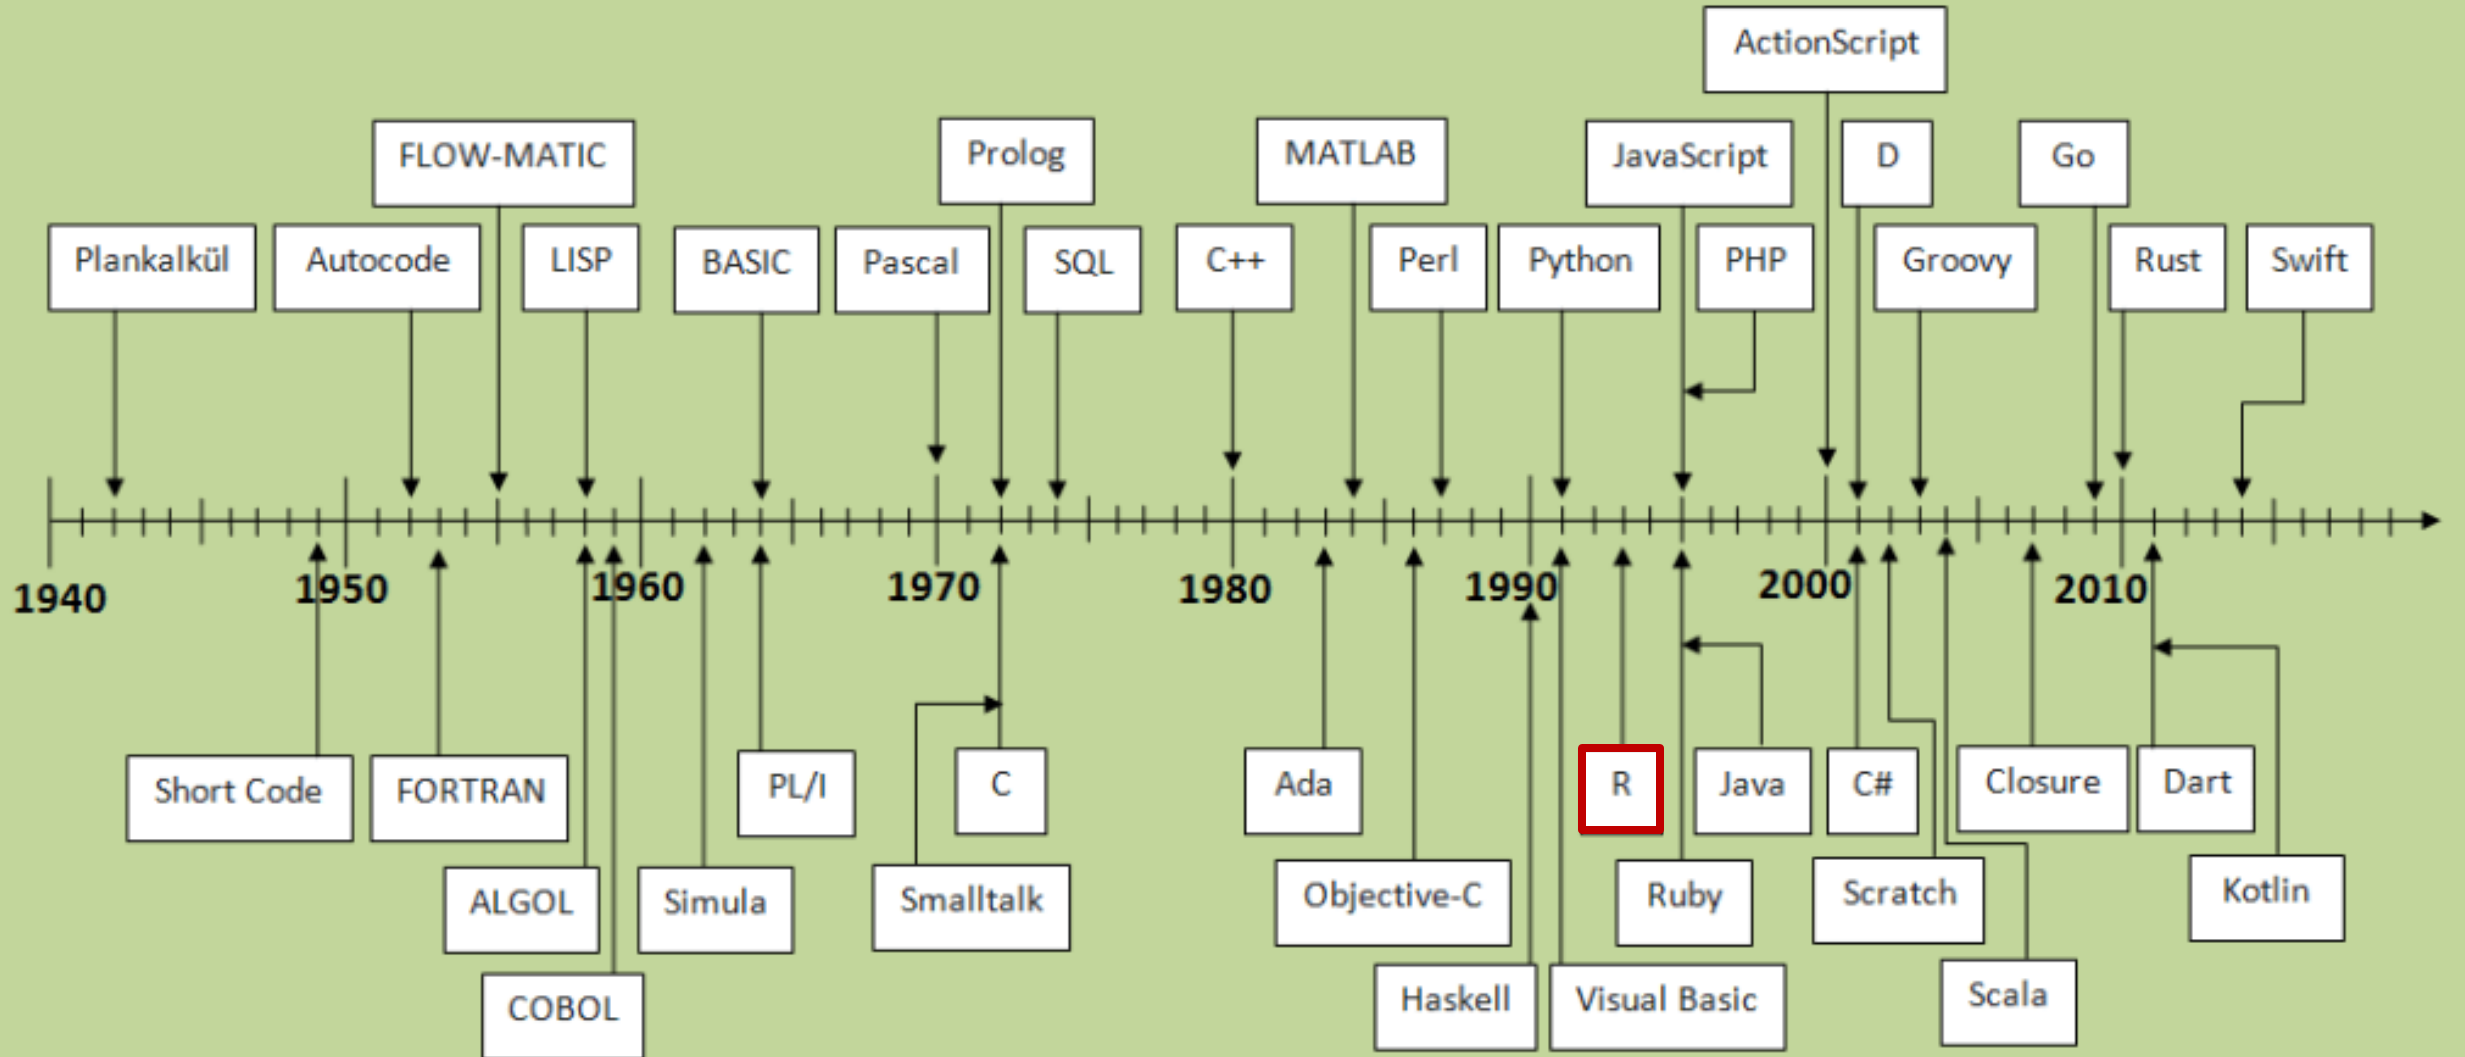 ActionScript
FLOW-MATIC
Prolog
MATLAB
JavaScript
D
Go
Plankalkül
Autocode
LISP
BASIC
Pascal
SQL
C++
Perl
Python
PHP
Groovy
Rust
Swift
1940
1950
1960
1970
1980
1990
2000
2010
Short Code
FORTRAN
PL/I
C
Ada
R
Java
C#
Closure
Dart
ALGOL
Simula
Smalltalk
Objective-C
Ruby
Scratch
Kotlin
COBOL
Haskell
Visual Basic
Scala